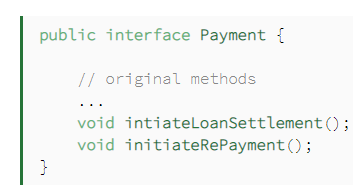 public interface Payment {
// original methods
...
void intiateLoanSettlement();
void initiateRePayment();
}